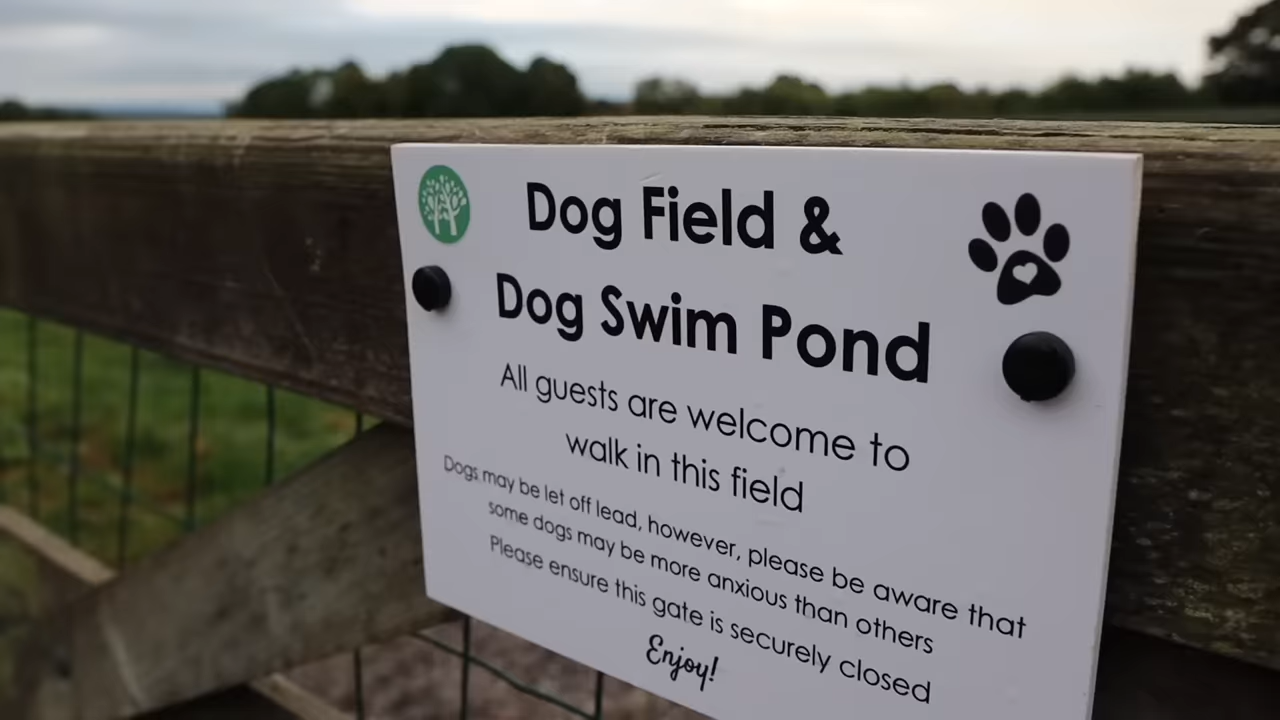 Dog Field &
Dog Swim Pond
All guests are welcome to
walk in this field
Dogs may be let off lead, however, please be aware that
some dogs may be more anxious than others
Please ensure this gate is securely closed
Enjoy!